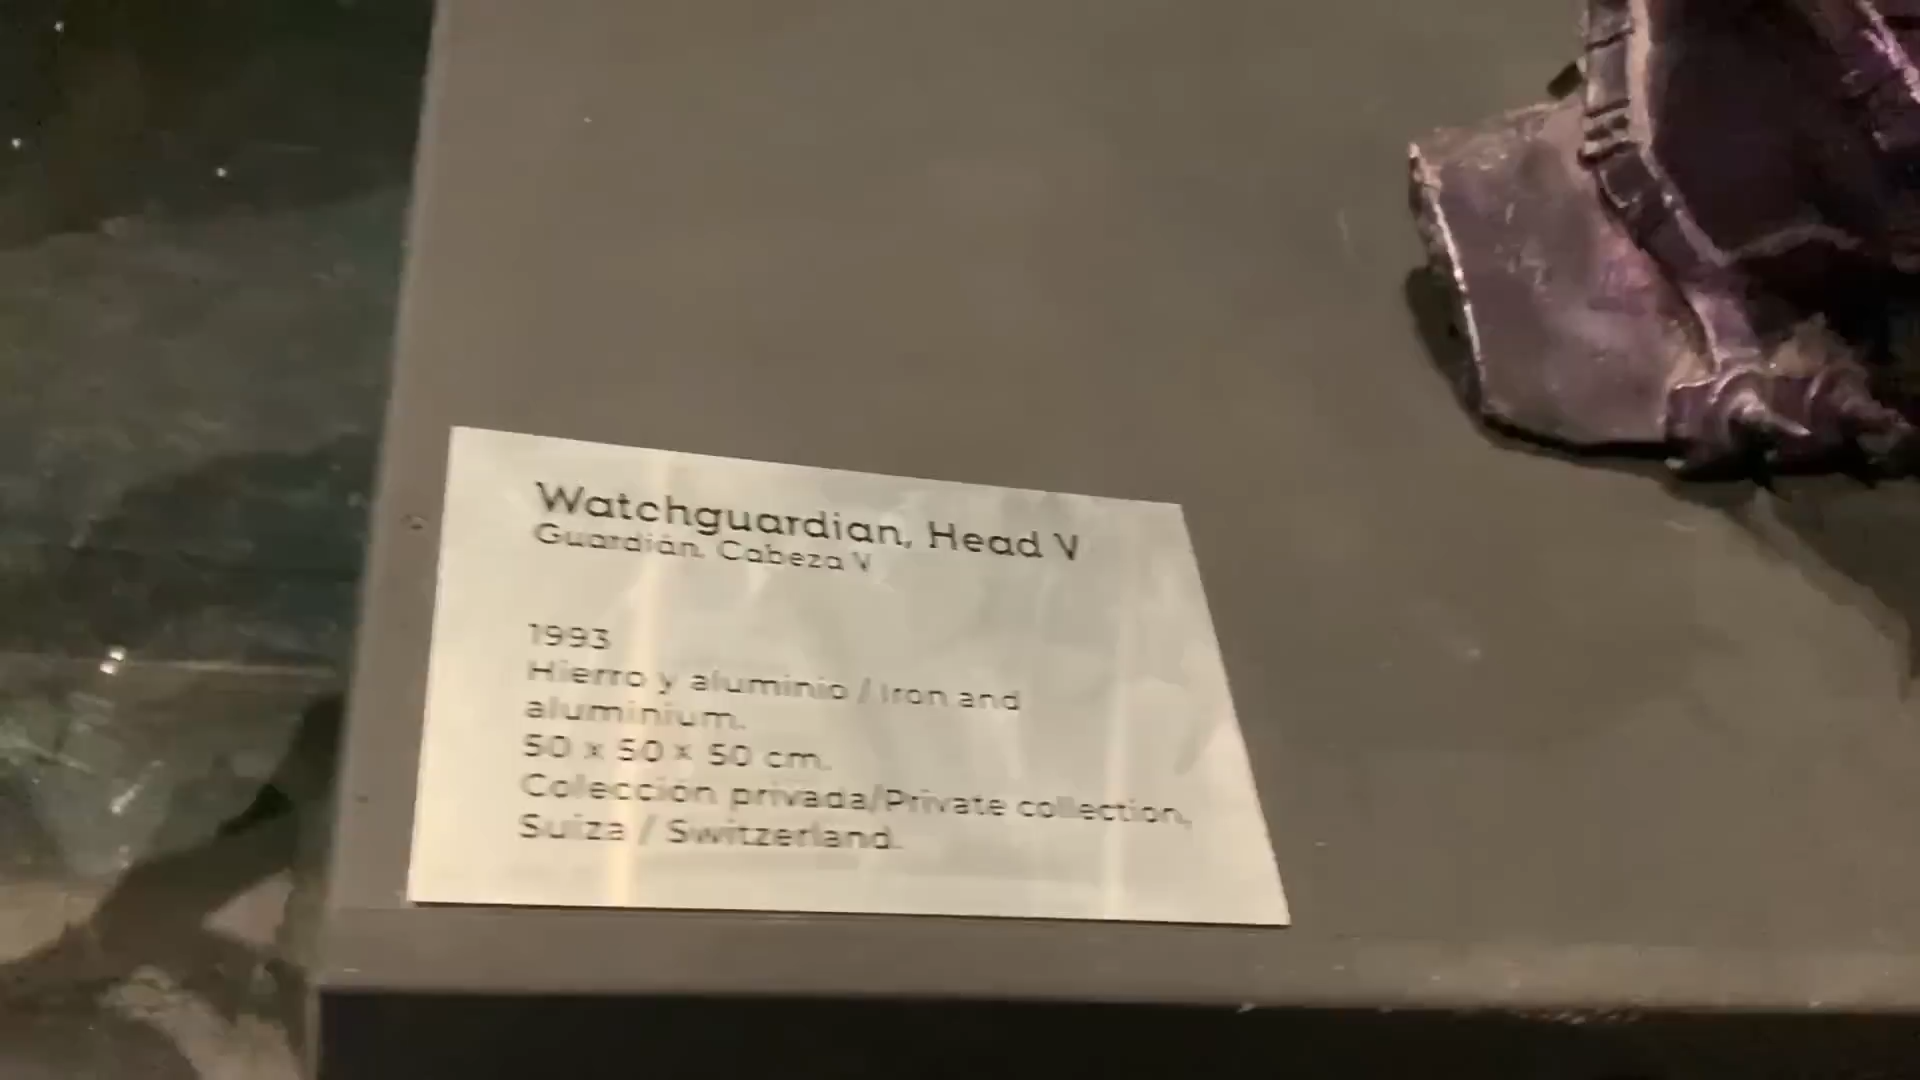 Watchguardian, Head V
Guardián, Cabeza V
1993
Hierro y aluminio / Iron and
aluminium.
50 x 50 x 50 cm.
Colección privada/Private collection,
Suiza / Switzerland.